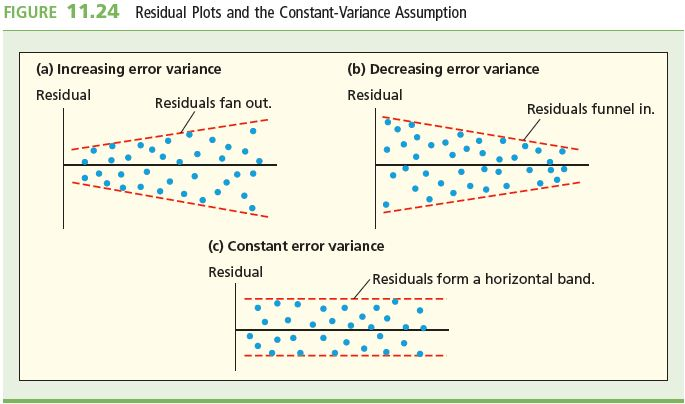 FIGURE 11.24 Residual Plots and the Constant-Variance Assumption
(a) Increasing error variance
Residual
Residuals fan out.
(b) Decreasing error variance
Residual
Residuals funnel in.
(c) Constant error variance
Residual
Residuals form a horizontal band.